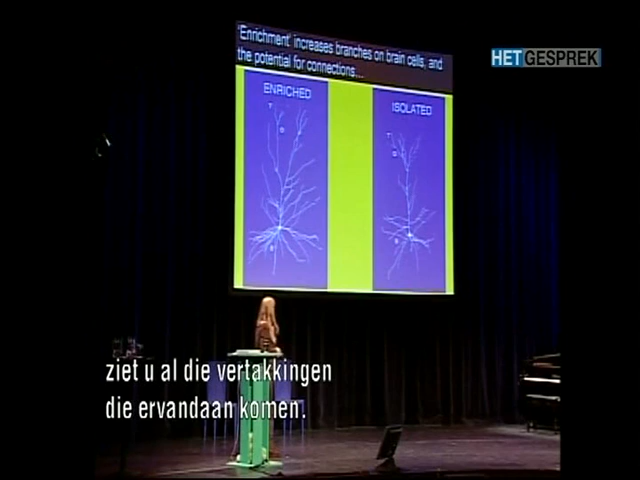 'Enrichment' increases branches on brain cells, and
the potential for connections...
HETGESPREK
ENRICHED
ISOLATED
ziet u al die vertakkingen
die ervandaan komen.